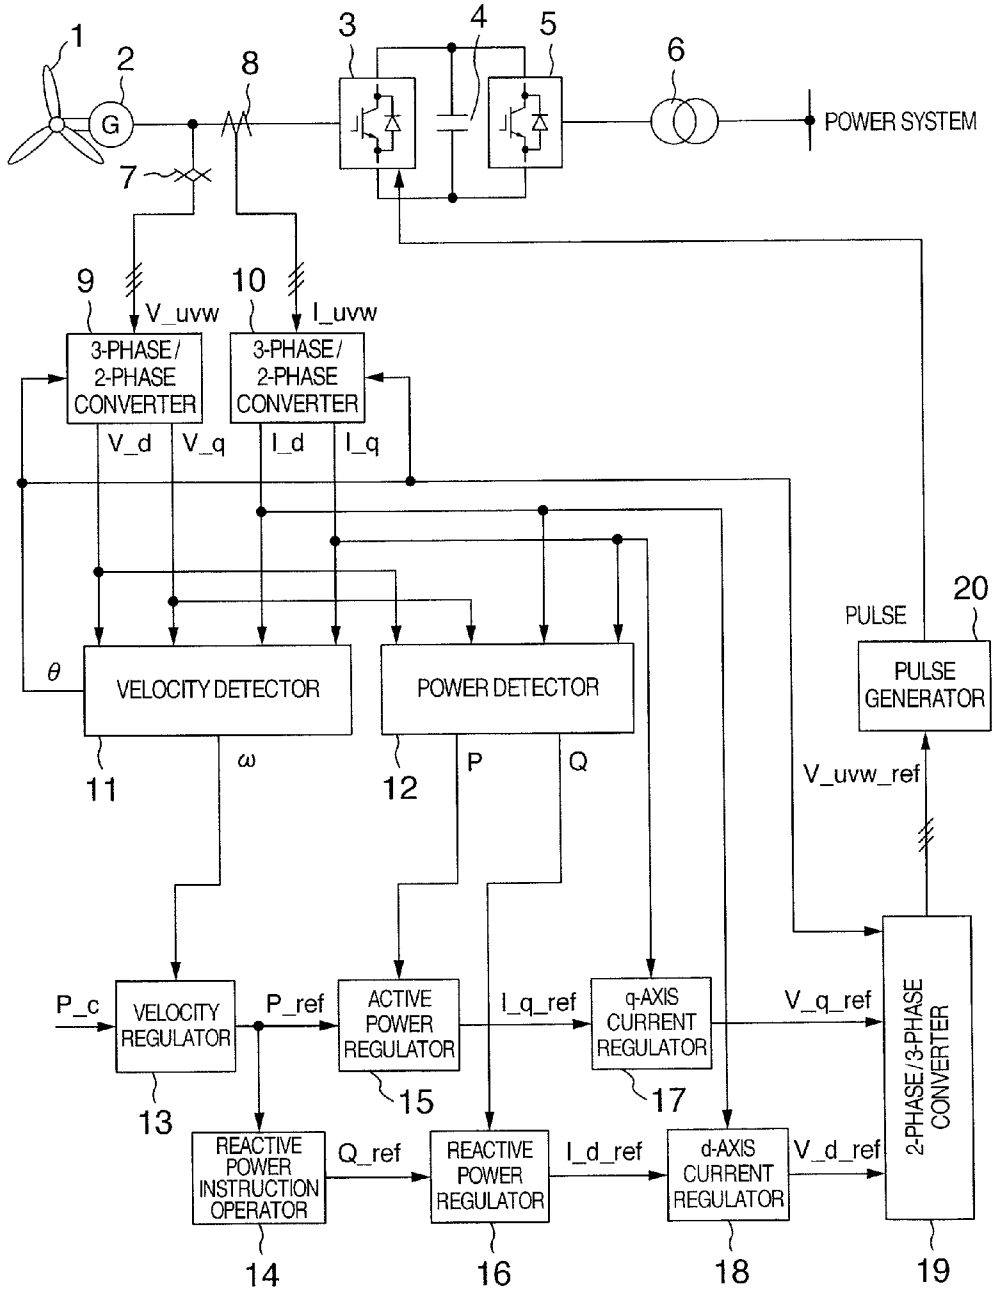 1
2
G
8
3
4
5
6
POWER SYSTEM
7
9
10
V_uvw
I_uvw
3-PHASE/
2-PHASE
CONVERTER
3-PHASE/
2-PHASE
CONVERTER
V_d
V_q
I_d
I_q
θ
VELOCITY DETECTOR
POWER DETECTOR
11
12
ω
P
Q
PULSE
20
PULSE
GENERATOR
V_uvw_ref
P_c
VELOCITY
REGULATOR
13
P_ref
ACTIVE
POWER
REGULATOR
15
I_q_ref
q-AXIS
CURRENT
REGULATOR
17
V_q_ref
2-PHASE/3-PHASE
CONVERTER
19
REACTIVE
POWER
INSTRUCTION
OPERATOR
14
Q_ref
REACTIVE
POWER
REGULATOR
16
I_d_ref
d-AXIS
CURRENT
REGULATOR
18
V_d_ref